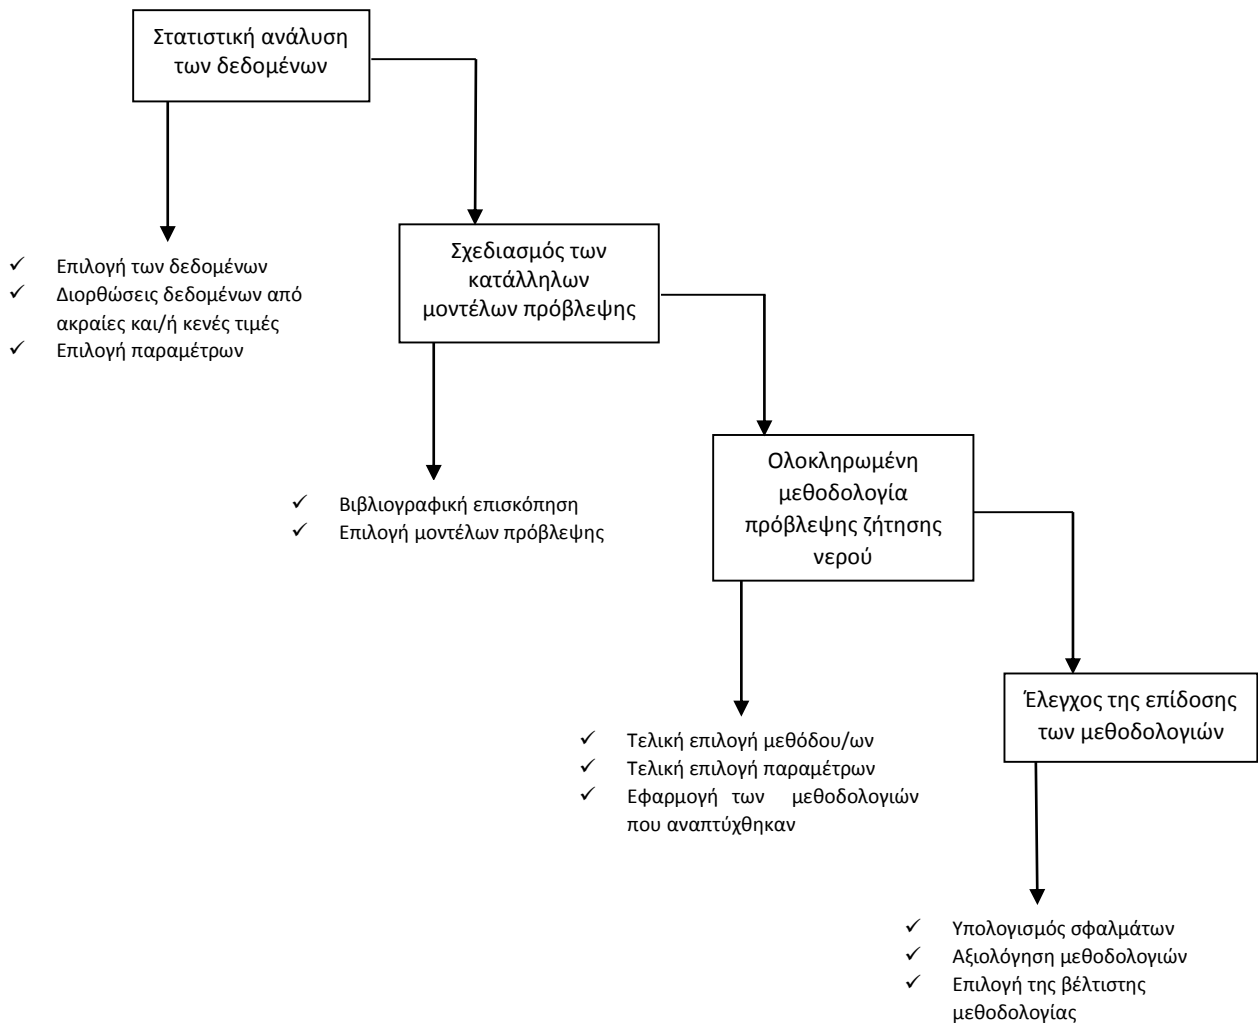 Στατιστική ανάλυση
των δεδομένων
✓ Επιλογή των δεδομένων
✓ Διορθώσεις δεδομένων από
ακραίες και/ή κενές τιμές
✓ Επιλογή παραμέτρων
Σχεδιασμός των
κατάλληλων
μοντέλων πρόβλεψης
✓ Βιβλιογραφική επισκόπηση
✓ Επιλογή μοντέλων πρόβλεψης
Ολοκληρωμένη
μεθοδολογία
πρόβλεψης ζήτησης
νερού
✓ Τελική επιλογή μεθόδου/ων
✓ Τελική επιλογή παραμέτρων
✓ Εφαρμογή των μεθοδολογιών
που αναπτύχθηκαν
Έλεγχος της επίδοσης
των μεθοδολογιών
✓ Υπολογισμός σφαλμάτων
✓ Αξιολόγηση μεθοδολογιών
✓ Επιλογή της βέλτιστης
μεθοδολογίας